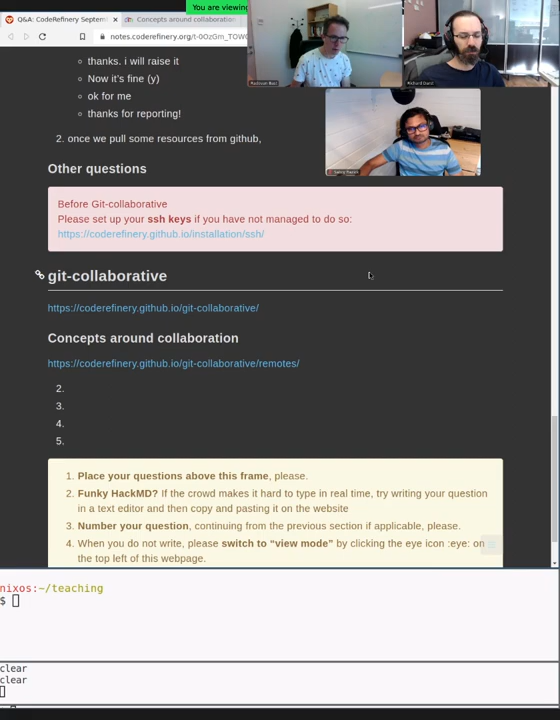 You are viewing
Q&A: CodeRefinery Septem
Concepts around collaboration
notes.coderefinery.org/t-0OzGm_TOW
Radovan Bast
Richard Darst
thanks. i will raise it
Now it's fine (y)
ok for me
thanks for reporting!
2. once we pull some resources from github,
Other questions
Before Git-collaborative
Please set up your ssh keys if you have not managed to do so:
https://coderefinery.github.io/installation/ssh/
git-collaborative
https://coderefinery.github.io/git-collaborative/
Concepts around collaboration
https://coderefinery.github.io/git-collaborative/remotes/
2.
3.
4.
5.
1. Place your questions above this frame, please.
2. Funky HackMD? If the crowd makes it hard to type in real time, try writing your question
in a text editor and then copy and pasting it on the website
3. Number your question, continuing from the previous section if applicable, please.
4. When you do not write, please switch to “view mode” by clicking the eye icon :eye: on
the top left of this webpage.
nixos:~/teaching
$
clear
clear